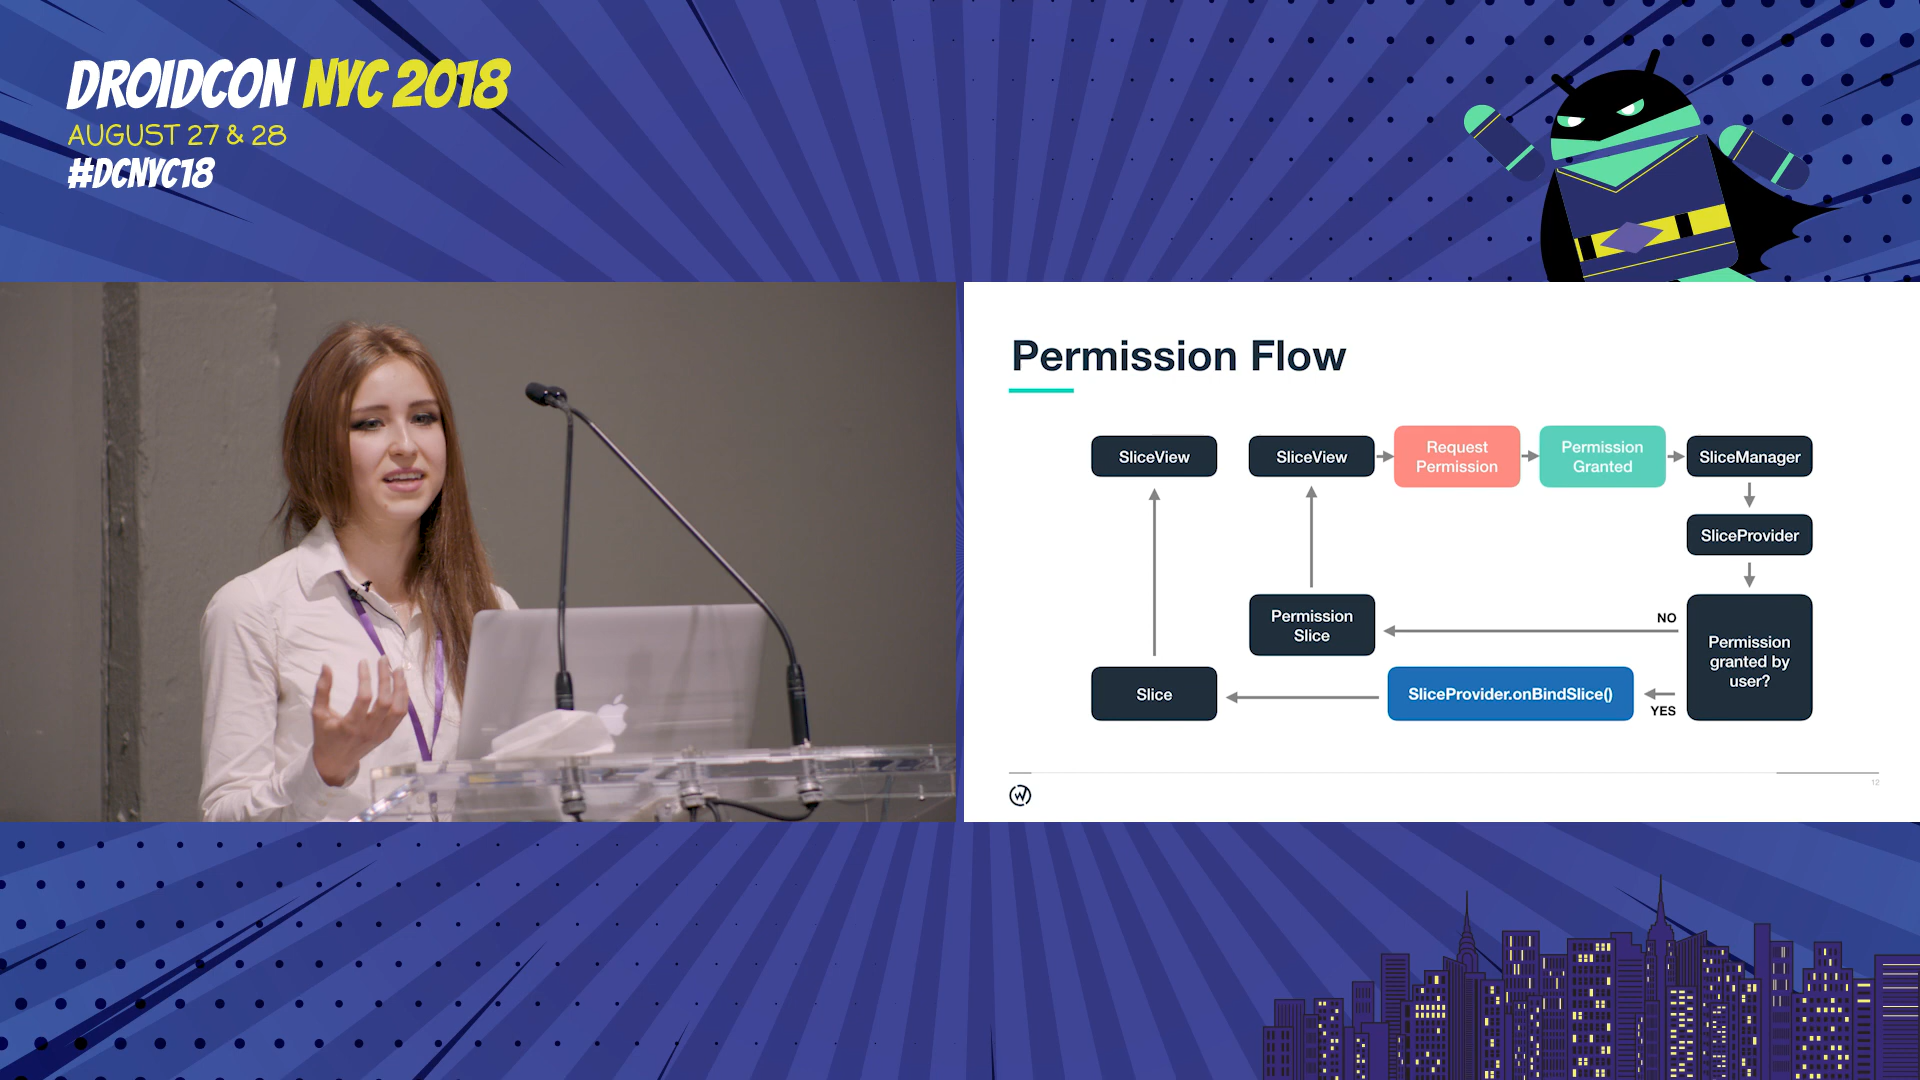 DROIDCON NYC 2018
AUGUST 27 & 28
#DCNYC18
Permission Flow
SliceView
SliceView
Request
Permission
Permission
Granted
SliceManager
SliceProvider
Permission
Slice
NO
Permission
granted by
user?
Slice
SliceProvider.onBindSlice()
YES
12